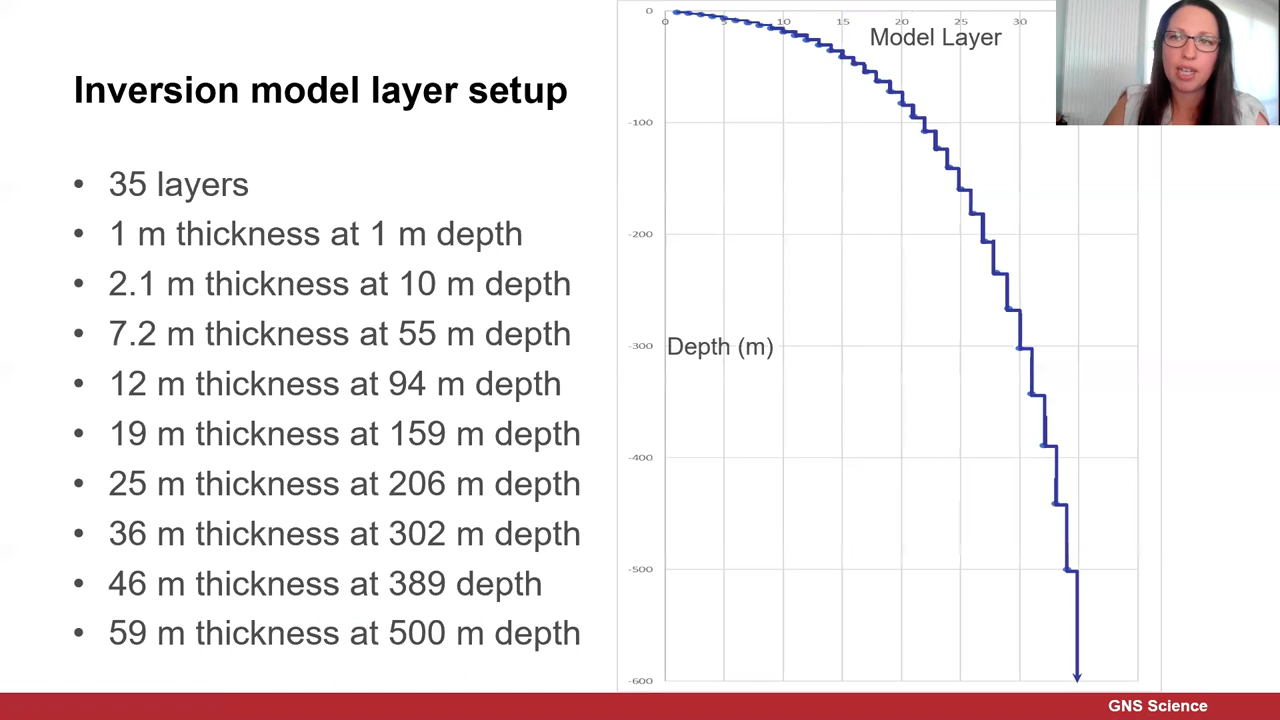 Inversion model layer setup
• 35 layers
• 1 m thickness at 1 m depth
• 2.1 m thickness at 10 m depth
• 7.2 m thickness at 55 m depth
• 12 m thickness at 94 m depth
• 19 m thickness at 159 m depth
• 25 m thickness at 206 m depth
• 36 m thickness at 302 m depth
• 46 m thickness at 389 depth
• 59 m thickness at 500 m depth
0 5 10 15 20 25 30
Model Layer
0
-100
-200
-300
-400
-500
-600
Depth (m)
GNS Science